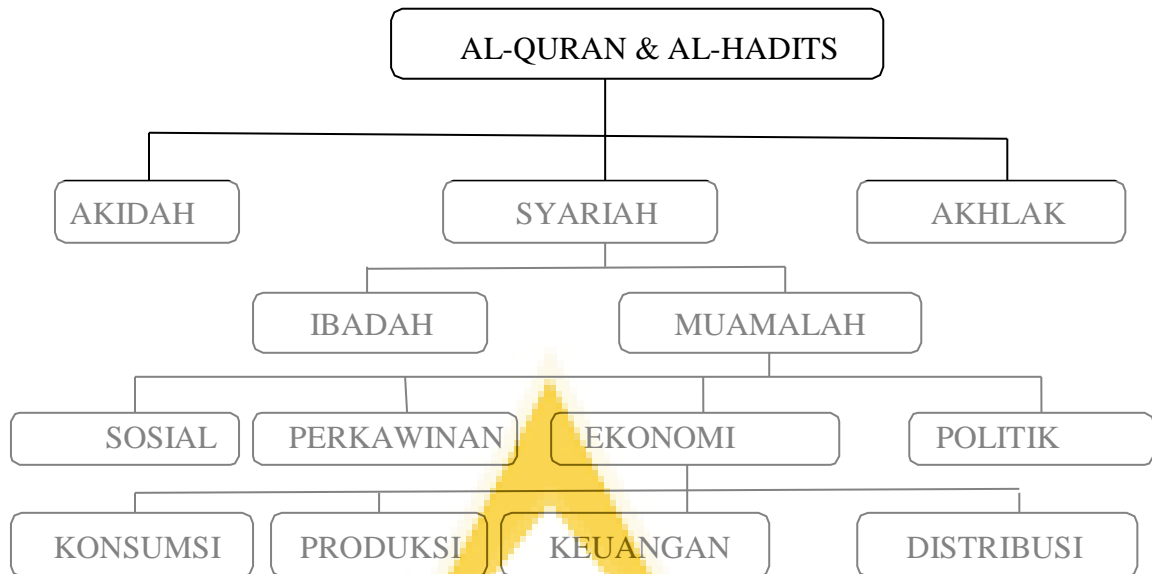 AL-QURAN & AL-HADITS
AKIDAH SYARIAH AKHLAK
IBADAH MUAMALAH
SOSIAL PERKAWINAN EKONOMI POLITIK
KONSUMSI PRODUKSI KEUANGAN DISTRIBUSI